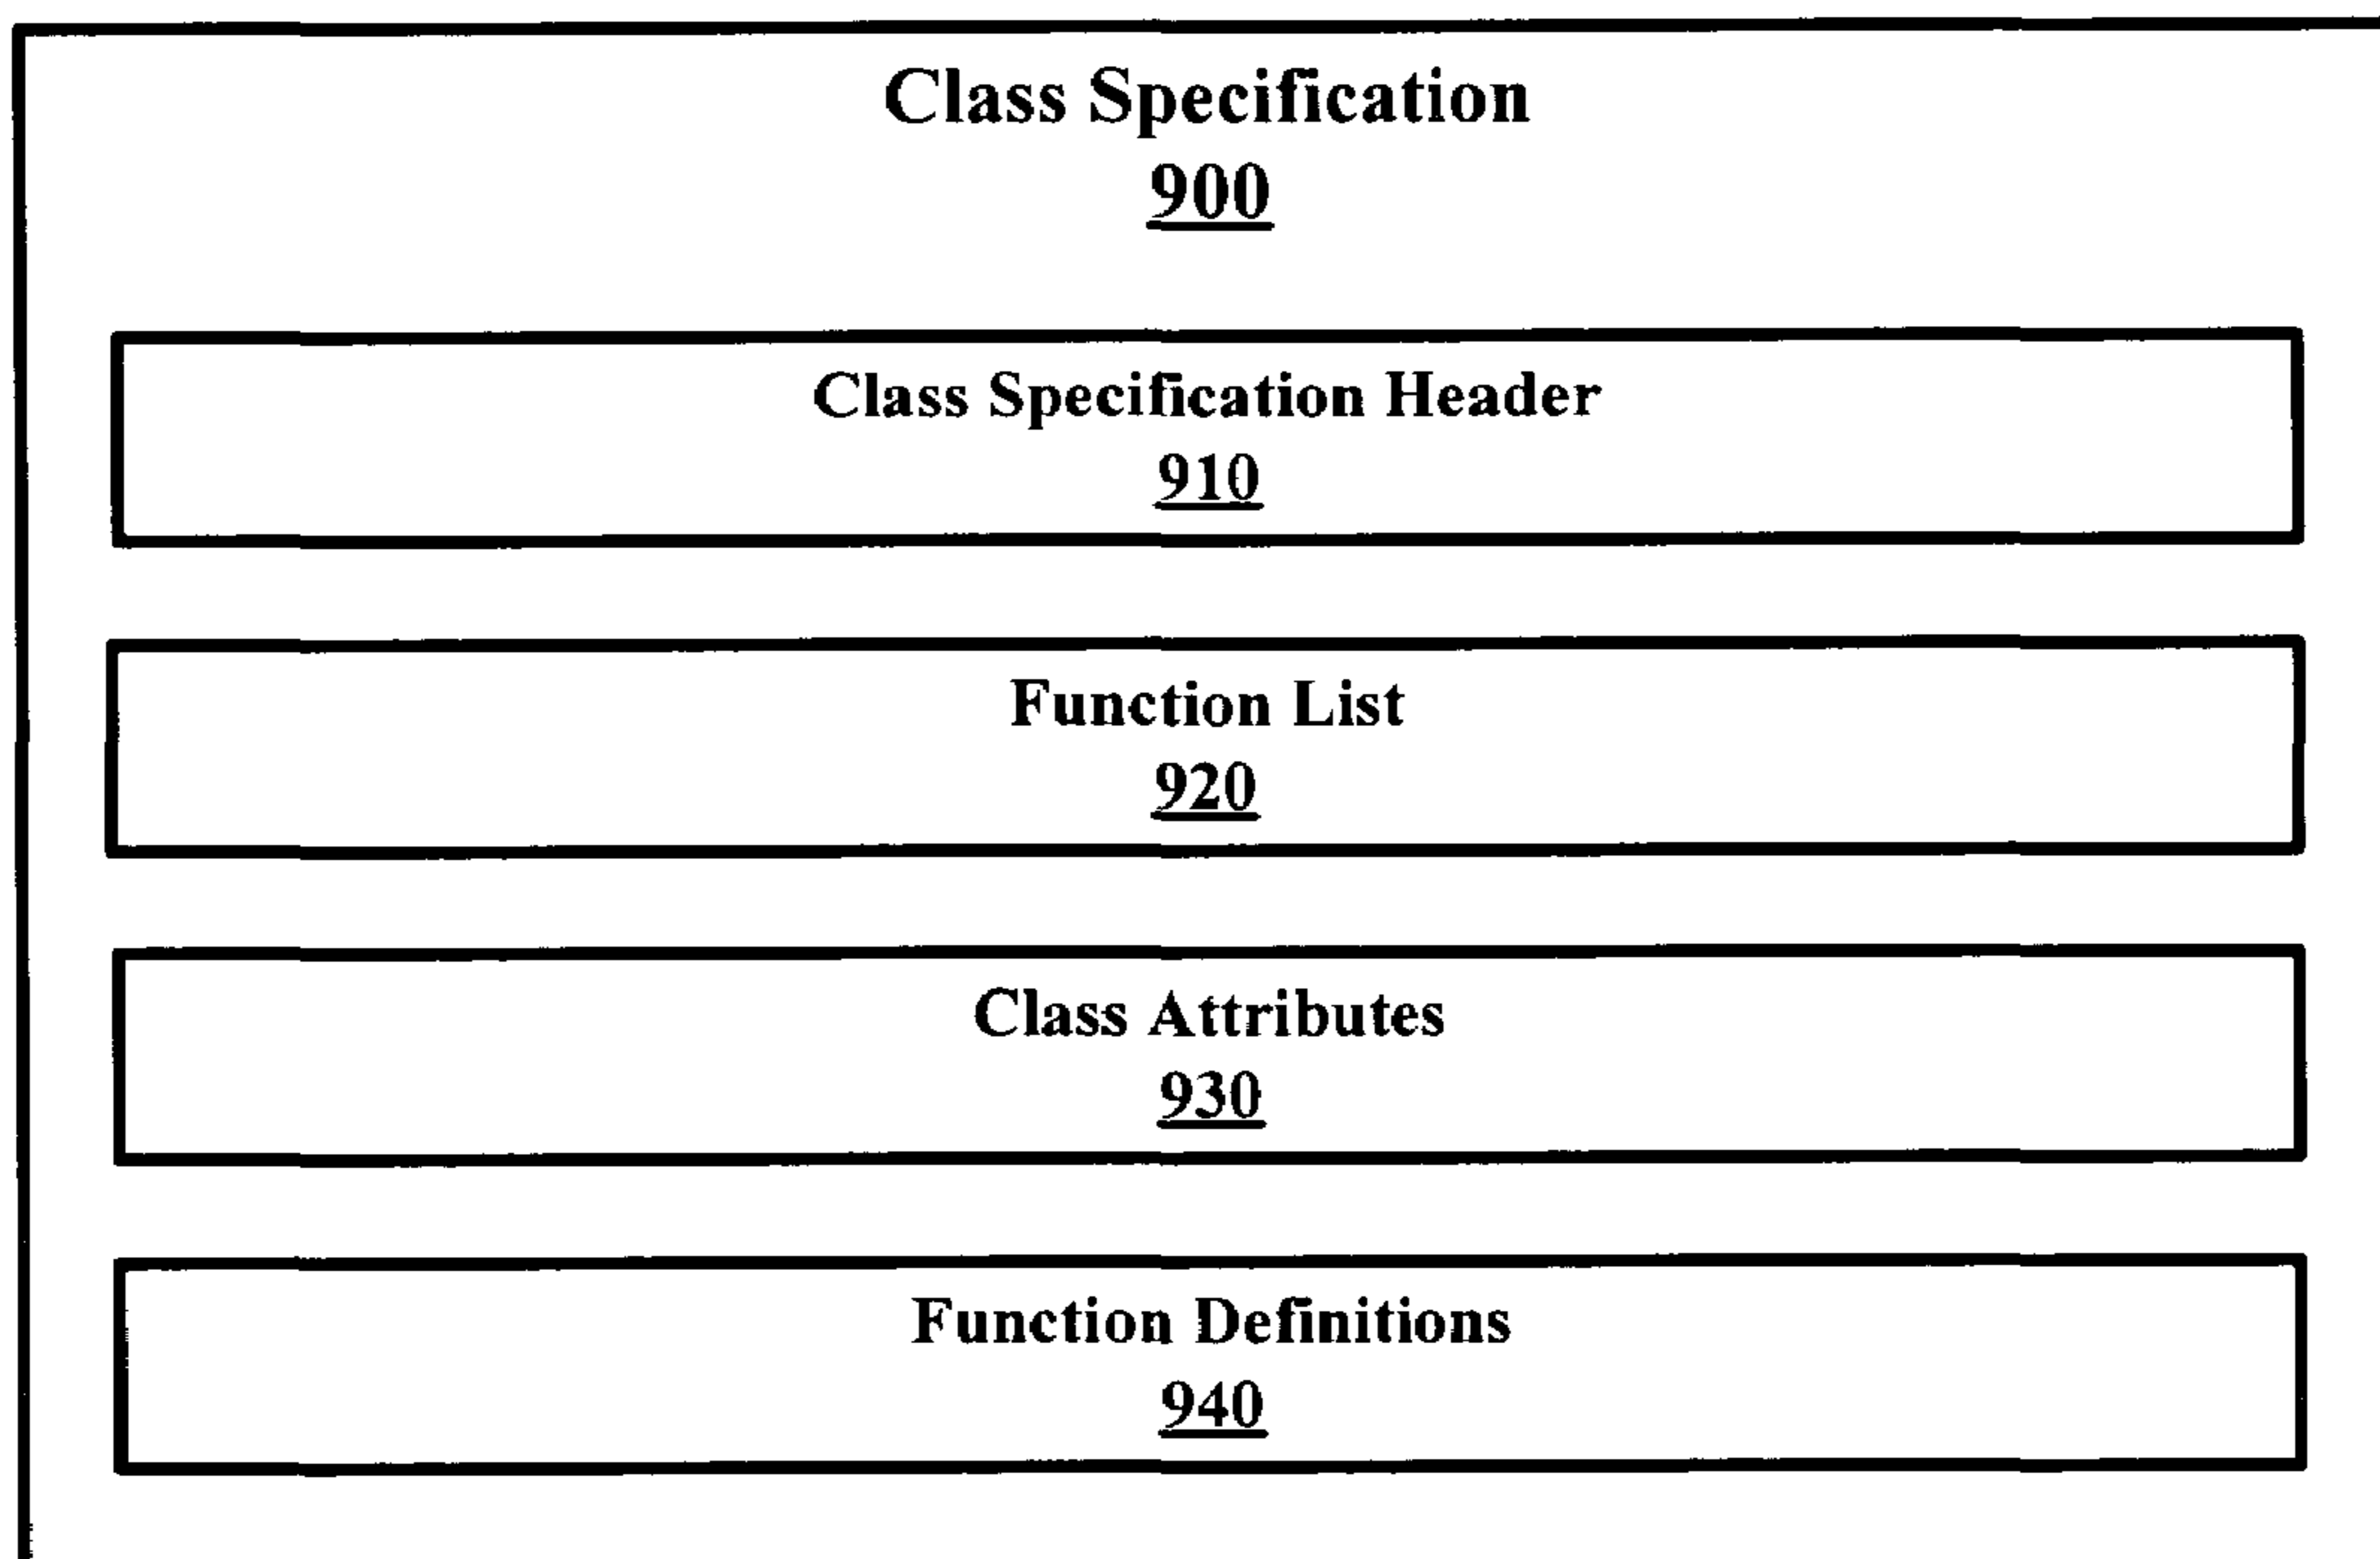 Class Specification
900
Class Specification Header
910
Function List
920
Class Attributes
930
Function Definitions
940